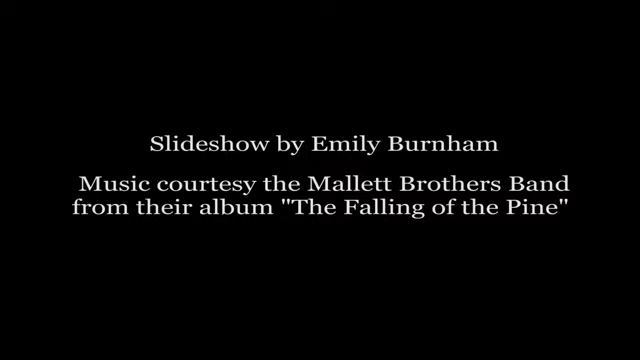 Slideshow by Emily Burnham
Music courtesy the Mallett Brothers Band
from their album "The Falling of the Pine"